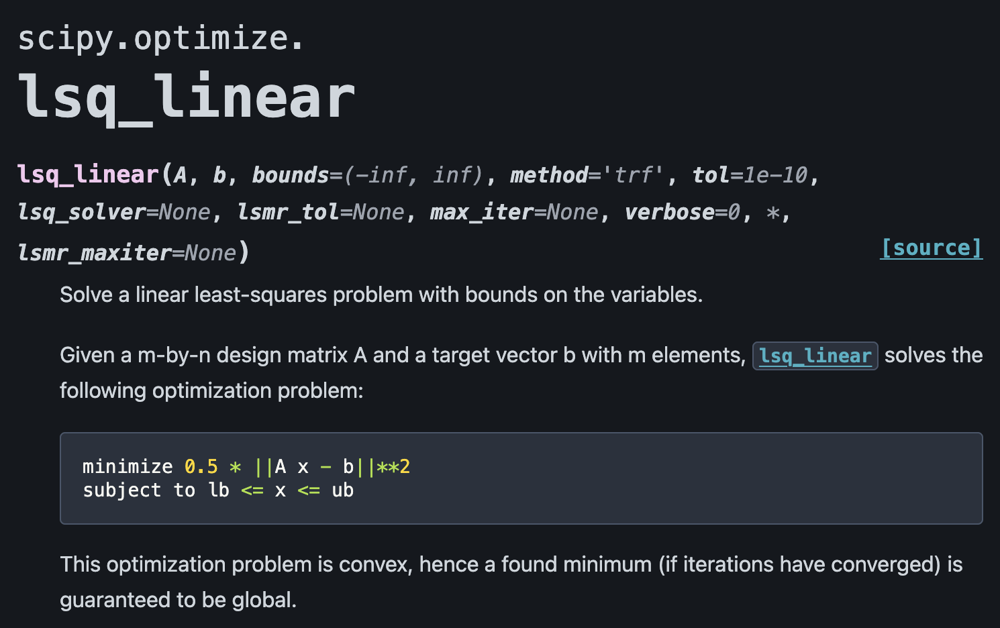 scipy.optimize.
lsq_linear
lsq_linear(A, b, bounds=(-inf, inf), method='trf', tol=1e-10,
lsq_solver=None, lsmr_tol=None, max_iter=None, verbose=0, *,
lsmr_maxiter=None)
[source]
Solve a linear least-squares problem with bounds on the variables.
Given a m-by-n design matrix A and a target vector b with m elements, lsq_linear solves the
following optimization problem:
minimize 0.5 * ||A x - b||**2
subject to lb <= x <= ub
This optimization problem is convex, hence a found minimum (if iterations have converged) is
guaranteed to be global.